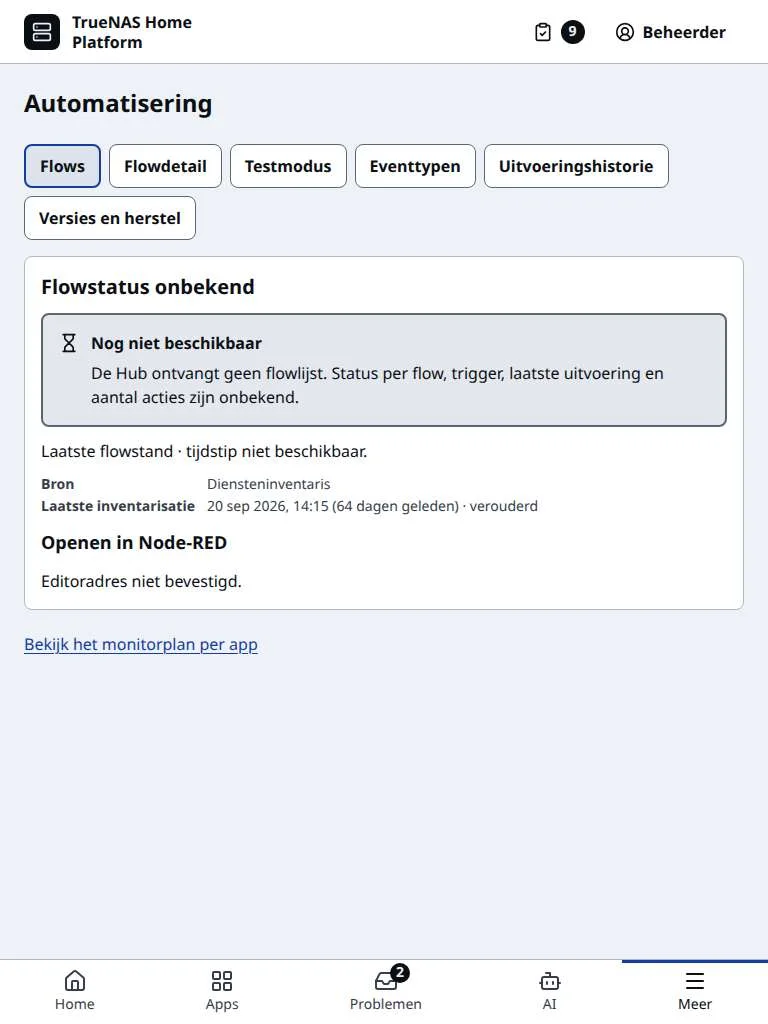 TrueNAS Home
Platform
9
Beheerder
Automatisering
Flows
Flowdetail
Testmodus
Eventtypen
Uitvoeringshistorie
Versies en herstel
Flowstatus onbekend
Nog niet beschikbaar
De Hub ontvangt geen flowlijst. Status per flow, trigger, laatste uitvoering en
aantal acties zijn onbekend.
Laatste flowstand · tijdstip niet beschikbaar.
Bron Diensteninventaris
Laatste inventarisatie 20 sep 2026, 14:15 (64 dagen geleden) · verouderd
Openen in Node-RED
Editoradres niet bevestigd.
Bekijk het monitorplan per app
Home
Apps
2
Problemen
AI
Meer